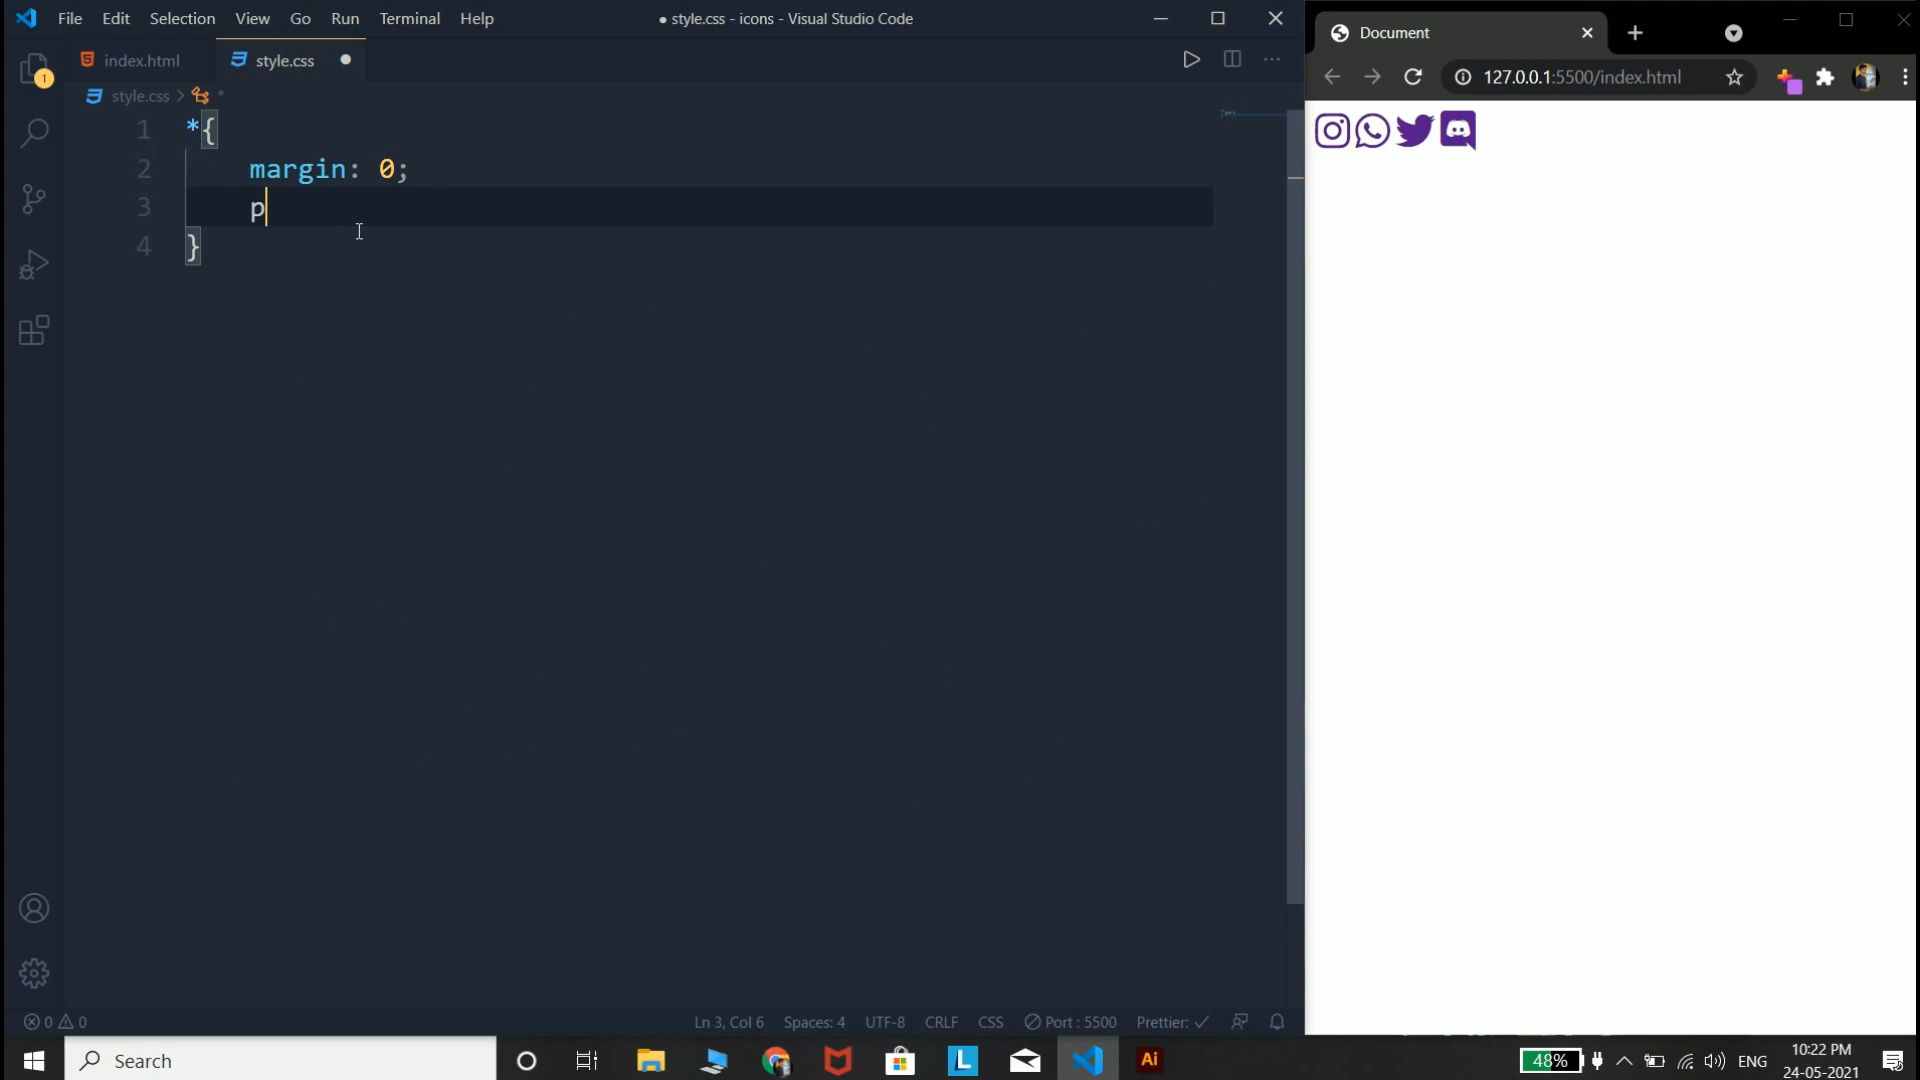 File Edit Selection View Go Run Terminal Help
● style.css - icons - Visual Studio Code
index.html
style.css ●
style.css > *
1 *{
2 margin: 0;
3 p
4 }
1
0 0
Ln 3, Col 6 Spaces: 4 UTF-8 CRLF CSS Port : 5500 Prettier: ✓
Document
127.0.0.1:5500/index.html
Search
L
Ai
48%
ENG
10:22 PM
24-05-2021